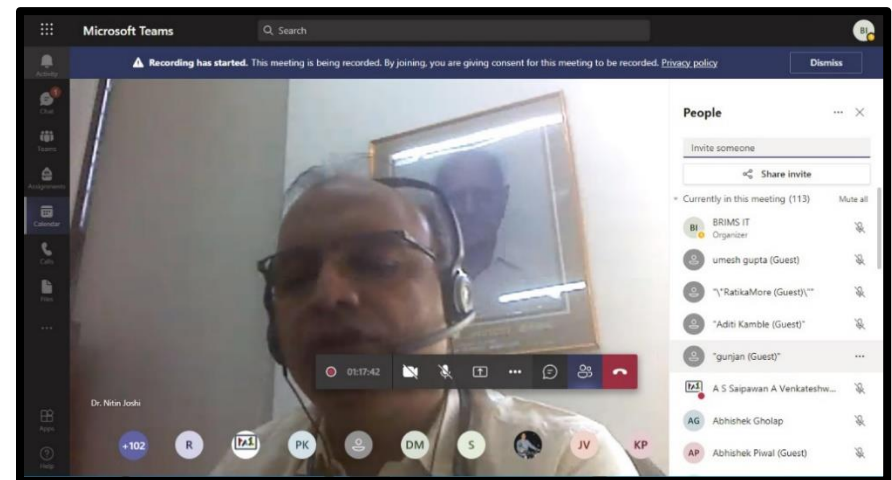 Microsoft Teams
Search
BI
Recording has started. This meeting is being recorded. By joining, you are giving consent for this meeting to be recorded. Privacy policy
Dismiss
Activity
Chat
1
Teams
Assignments
Calendar
Calls
Files
Apps
Help
01:17:42
Dr. Nitin Joshi
+102
R
PK
DM
S
JV
KP
People
Invite someone
Share invite
Currently in this meeting (113) Mute all
BI BRIMS IT
Organizer
umesh gupta (Guest)
"\"RatikaMore (Guest)\""
"Aditi Kamble (Guest)"
"gunjan (Guest)"
A S Saipawan A Venkateshw...
AG Abhishek Gholap
AP Abhishek Piwal (Guest)